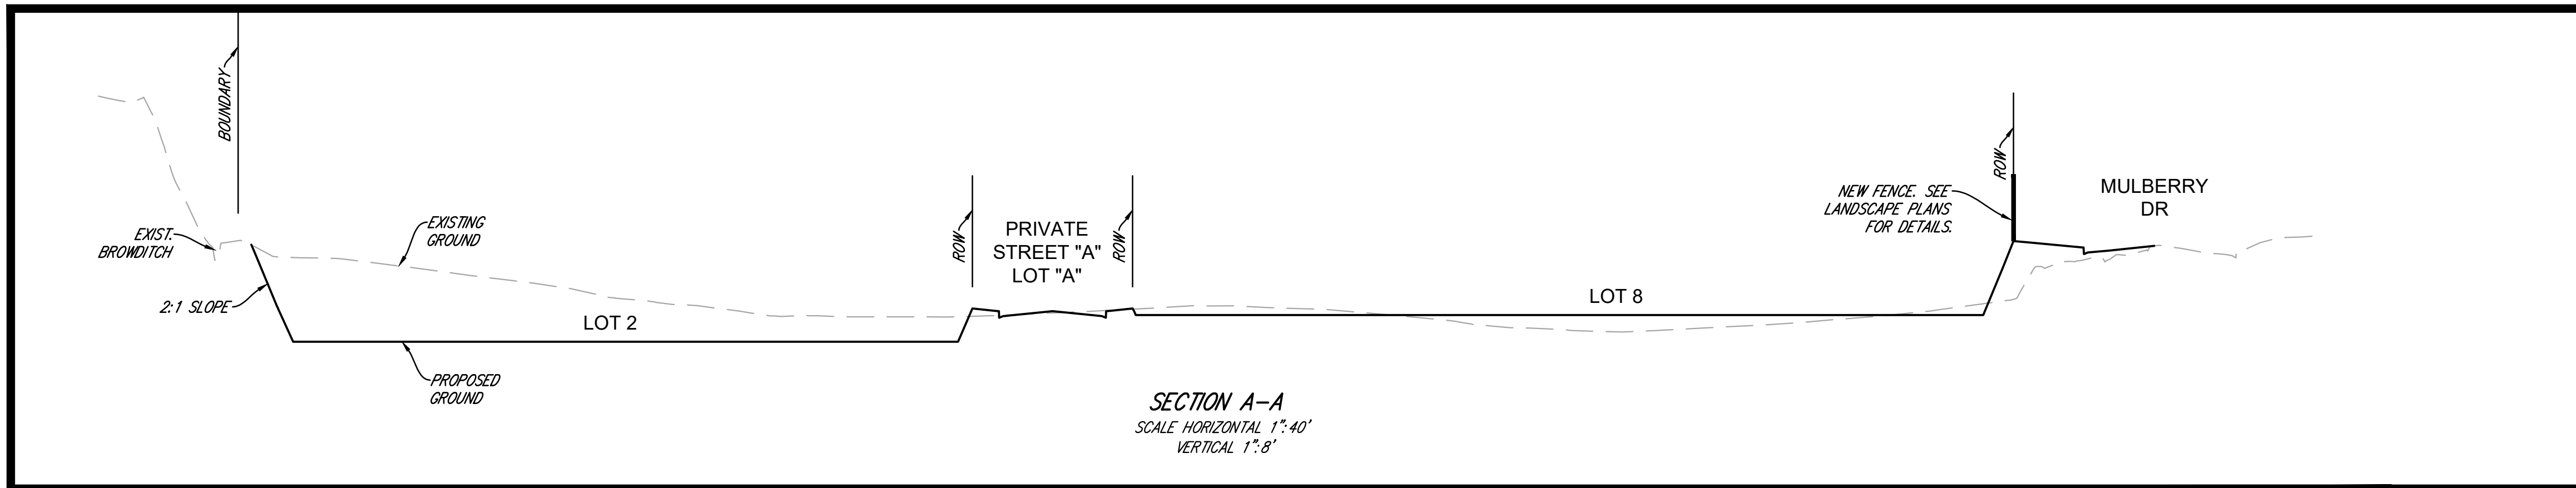 BOUNDARY
EXIST.
BROWDITCH
2:1 SLOPE
EXISTING
GROUND
PROPOSED
GROUND
LOT 2
ROW
PRIVATE
STREET "A"
LOT "A"
ROW
LOT 8
NEW FENCE. SEE
LANDSCAPE PLANS
FOR DETAILS.
ROW
MULBERRY
DR
SECTION A-A
SCALE HORIZONTAL 1":40'
VERTICAL 1":8'